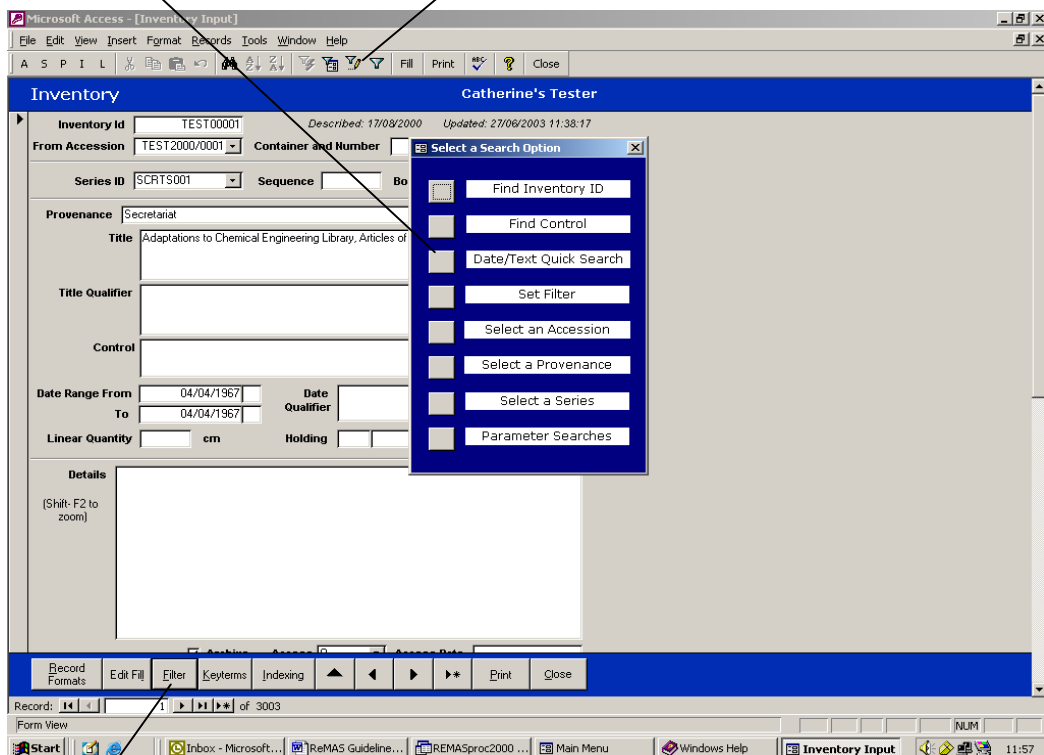 Microsoft Access - [Inventory Input]
File Edit View Insert Format Records Tools Window Help
A S P I L Fill Print ABC ? Close
Inventory Catherine's Tester
Inventory Id TEST00001 Described: 17/08/2000 Updated: 27/06/2003 11:38:17
From Accession TEST2000/0001 Container and Number
Series ID SCRTS001 Sequence Bo
Provenance Secretariat
Title Adaptations to Chemical Engineering Library, Articles of
Title Qualifier
Control
Date Range From 04/04/1967 Date Qualifier
To 04/04/1967
Linear Quantity cm Holding
Details
(Shift- F2 to
zoom)
Select a Search Option
Find Inventory ID
Find Control
Date/Text Quick Search
Set Filter
Select an Accession
Select a Provenance
Select a Series
Parameter Searches
Record Formats Edit Fill Filter Keyterms Indexing Print Close
Record: 1 of 3003
Form View NUM
Start Inbox - Microsoft... ReMAS Guideline... REMASproc2000 ... Main Menu Windows Help Inventory Input 11:57